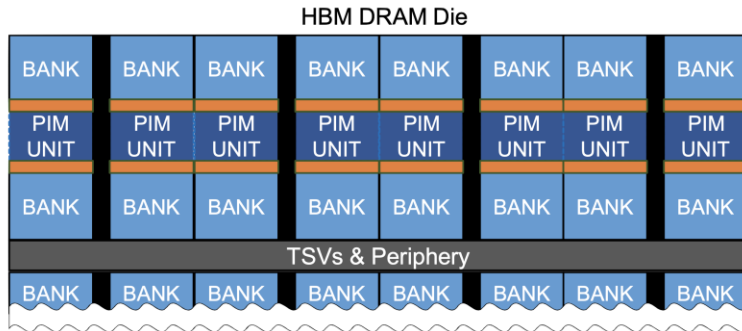 HBM DRAM Die
BANK BANK BANK BANK BANK BANK BANK BANK
PIM PIM PIM PIM PIM PIM PIM PIM
UNIT UNIT UNIT UNIT UNIT UNIT UNIT UNIT
BANK BANK BANK BANK BANK BANK BANK BANK
TSVs & Periphery
BANK BANK BANK BANK BANK BANK BANK BANK